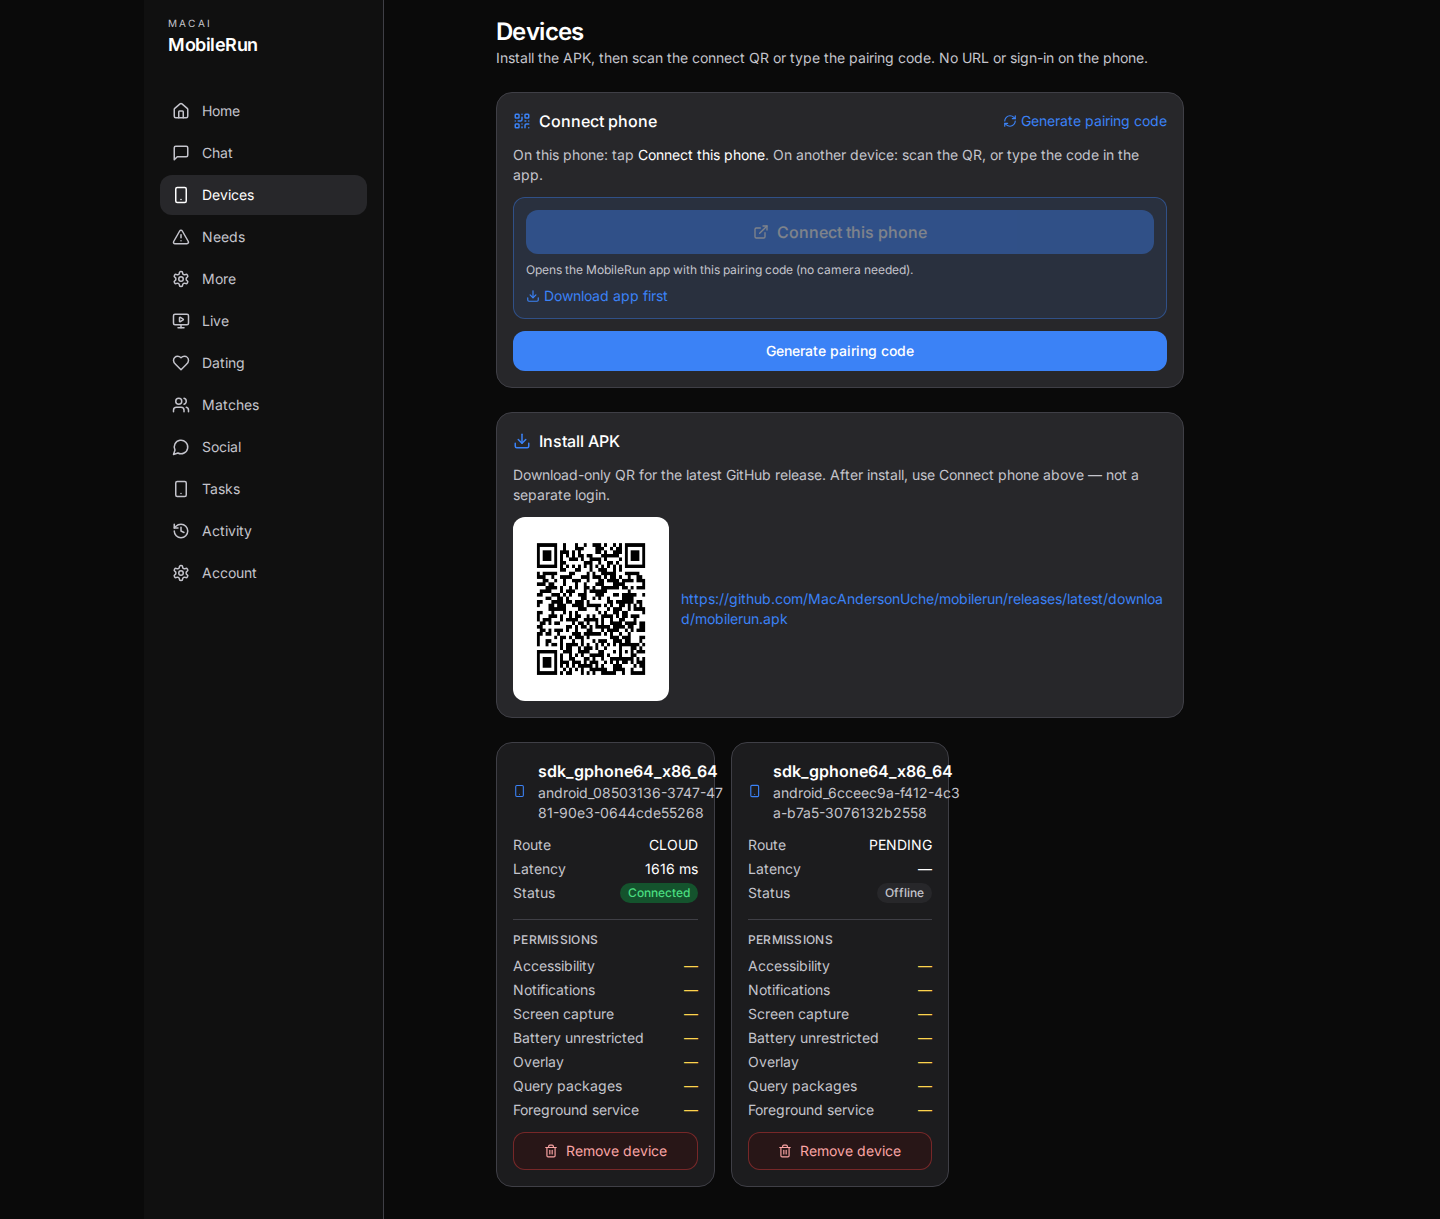 MACAI
MobileRun
Home
Chat
Devices
Needs
More
Live
Dating
Matches
Social
Tasks
Activity
Account
Devices
Install the APK, then scan the connect QR or type the pairing code. No URL or sign-in on the phone.
Connect phone
Generate pairing code
On this phone: tap Connect this phone. On another device: scan the QR, or type the code in the
app.
Connect this phone
Opens the MobileRun app with this pairing code (no camera needed).
Download app first
Generate pairing code
Install APK
Download-only QR for the latest GitHub release. After install, use Connect phone above — not a
separate login.
https://github.com/MacAndersonUche/mobilerun/releases/latest/downloa
d/mobilerun.apk
sdk_gphone64_x86_64
android_08503136-3747-47
81-90e3-0644cde55268
Route CLOUD
Latency 1616 ms
Status Connected
PERMISSIONS
Accessibility —
Notifications —
Screen capture —
Battery unrestricted —
Overlay —
Query packages —
Foreground service —
Remove device
sdk_gphone64_x86_64
android_6cceec9a-f412-4c3
a-b7a5-3076132b2558
Route PENDING
Latency —
Status Offline
PERMISSIONS
Accessibility —
Notifications —
Screen capture —
Battery unrestricted —
Overlay —
Query packages —
Foreground service —
Remove device